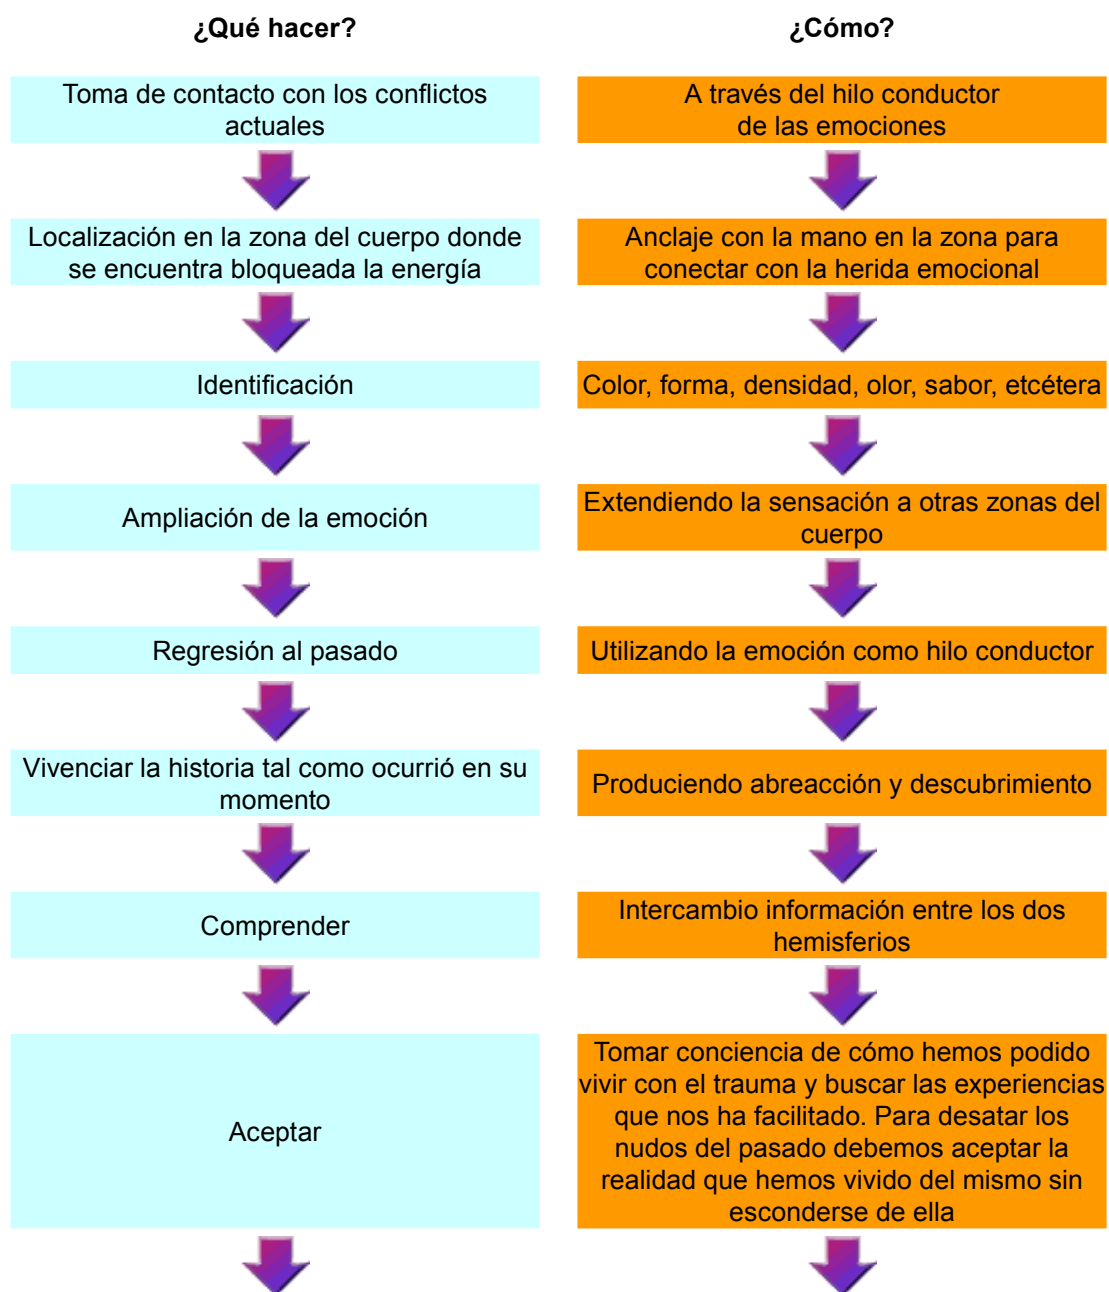 ¿Qué hacer?
¿Cómo?
Toma de contacto con los conflictos
actuales
A través del hilo conductor
de las emociones
Localización en la zona del cuerpo donde
se encuentra bloqueada la energía
Anclaje con la mano en la zona para
conectar con la herida emocional
Identificación
Color, forma, densidad, olor, sabor, etcétera
Ampliación de la emoción
Extendiendo la sensación a otras zonas del
cuerpo
Regresión al pasado
Utilizando la emoción como hilo conductor
Vivenciar la historia tal como ocurrió en su
momento
Produciendo abreacción y descubrimiento
Comprender
Intercambio información entre los dos
hemisferios
Aceptar
Tomar conciencia de cómo hemos podido
vivir con el trauma y buscar las experiencias
que nos ha facilitado. Para desatar los
nudos del pasado debemos aceptar la
realidad que hemos vivido del mismo sin
esconderse de ella